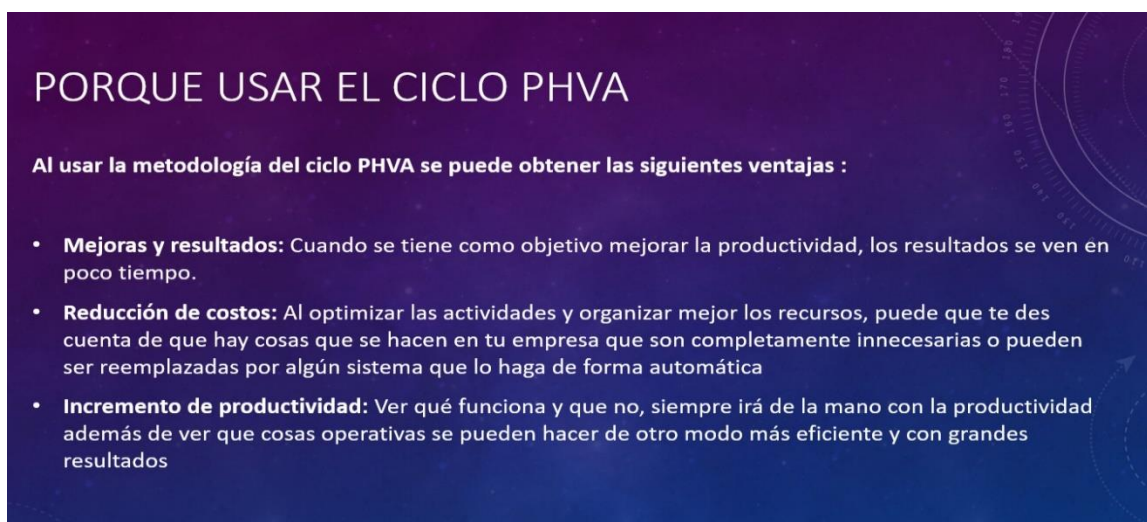 PORQUE USAR EL CICLO PHVA
Al usar la metodología del ciclo PHVA se puede obtener las siguientes ventajas :
• Mejoras y resultados: Cuando se tiene como objetivo mejorar la productividad, los resultados se ven en
poco tiempo.
• Reducción de costos: Al optimizar las actividades y organizar mejor los recursos, puede que te des
cuenta de que hay cosas que se hacen en tu empresa que son completamente innecesarias o pueden
ser reemplazadas por algún sistema que lo haga de forma automática
• Incremento de productividad: Ver qué funciona y que no, siempre irá de la mano con la productividad
además de ver que cosas operativas se pueden hacer de otro modo más eficiente y con grandes
resultados